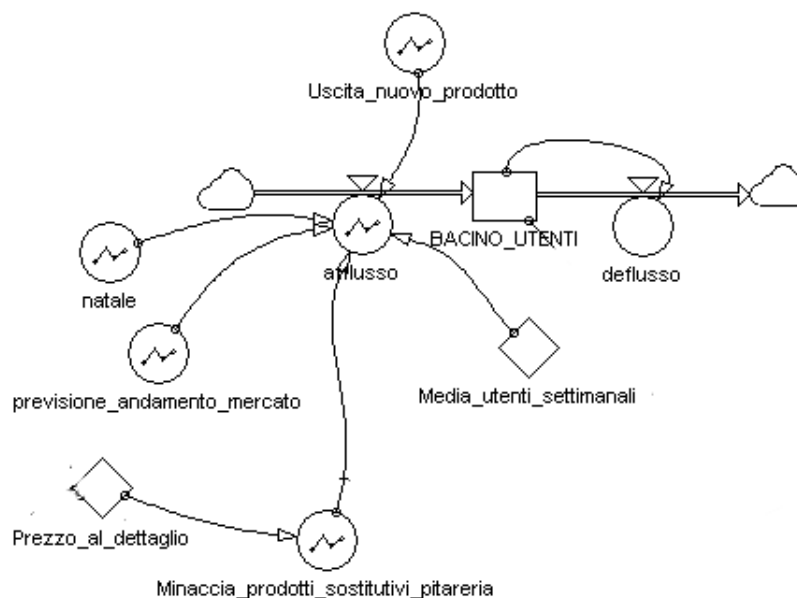 Uscita_nuovo_prodotto
BACINO_UTENTI
afflusso
deflusso
natale
previsione_andamento_mercato
Media_utenti_settimanali
Prezzo_al_dettaglio
Minaccia_prodotti_sostitutivi_pitareria